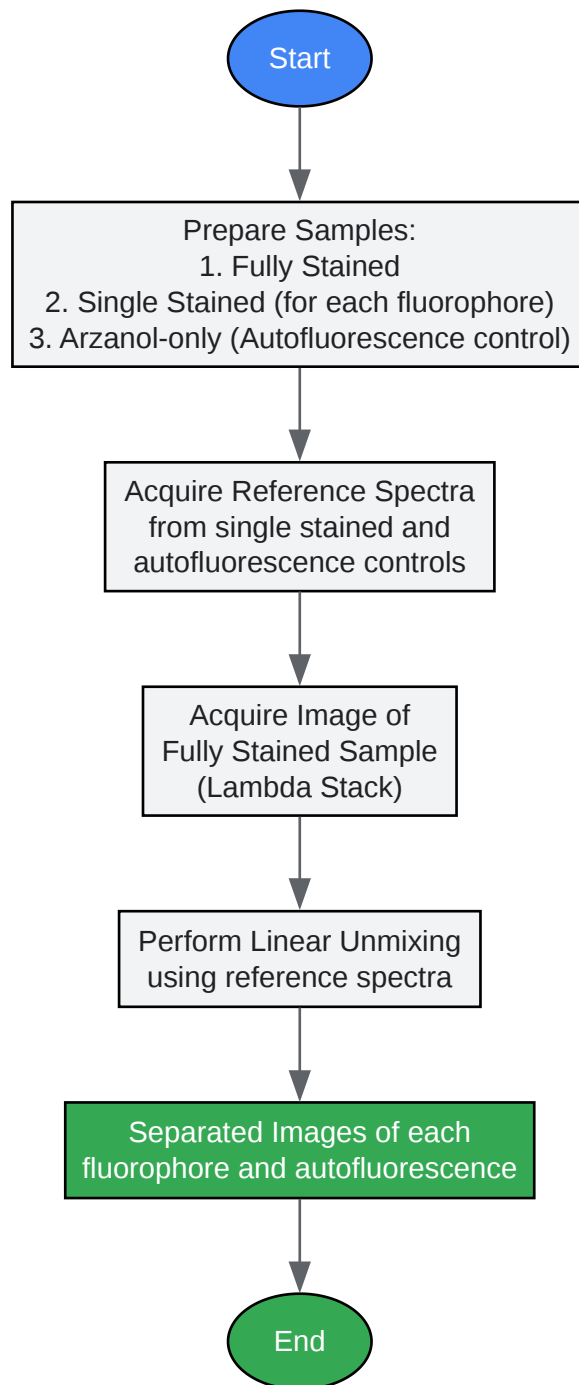 Start
Prepare Samples:
1. Fully Stained
2. Single Stained (for each fluorophore)
3. Arzanol-only (Autofluorescence control)
Acquire Reference Spectra
from single stained and
autofluorescence controls
Acquire Image of
Fully Stained Sample
(Lambda Stack)
Perform Linear Unmixing
using reference spectra
Separated Images of each
fluorophore and autofluorescence
End